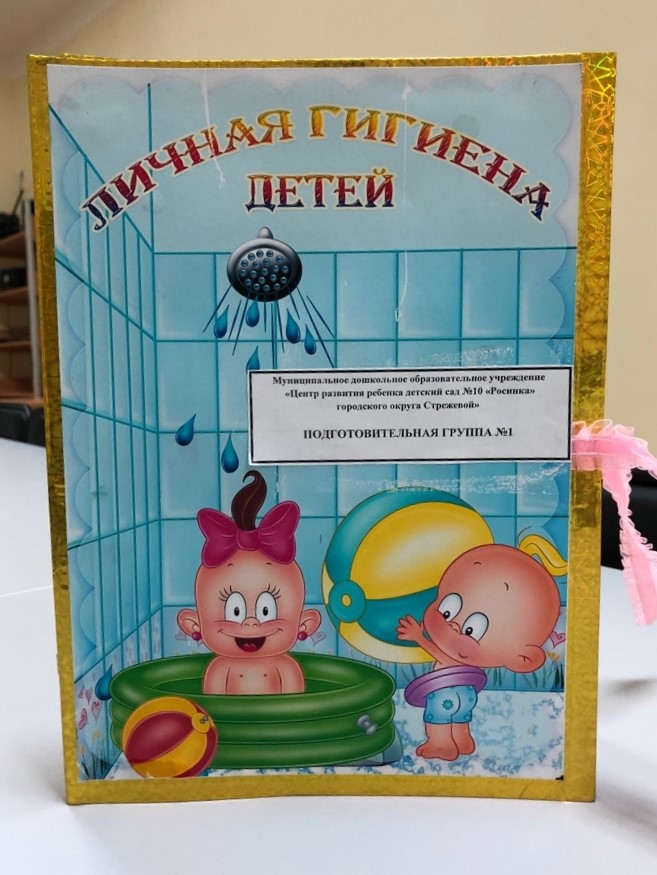 ЛИЧНАЯ ГИГИЕНА
ДЕТЕЙ
Муниципальное дошкольное образовательное учреждение
«Центр развития ребенка детский сад №10 «Росинка»
городского округа Стрежевой»
ПОДГОТОВИТЕЛЬНАЯ ГРУППА №1